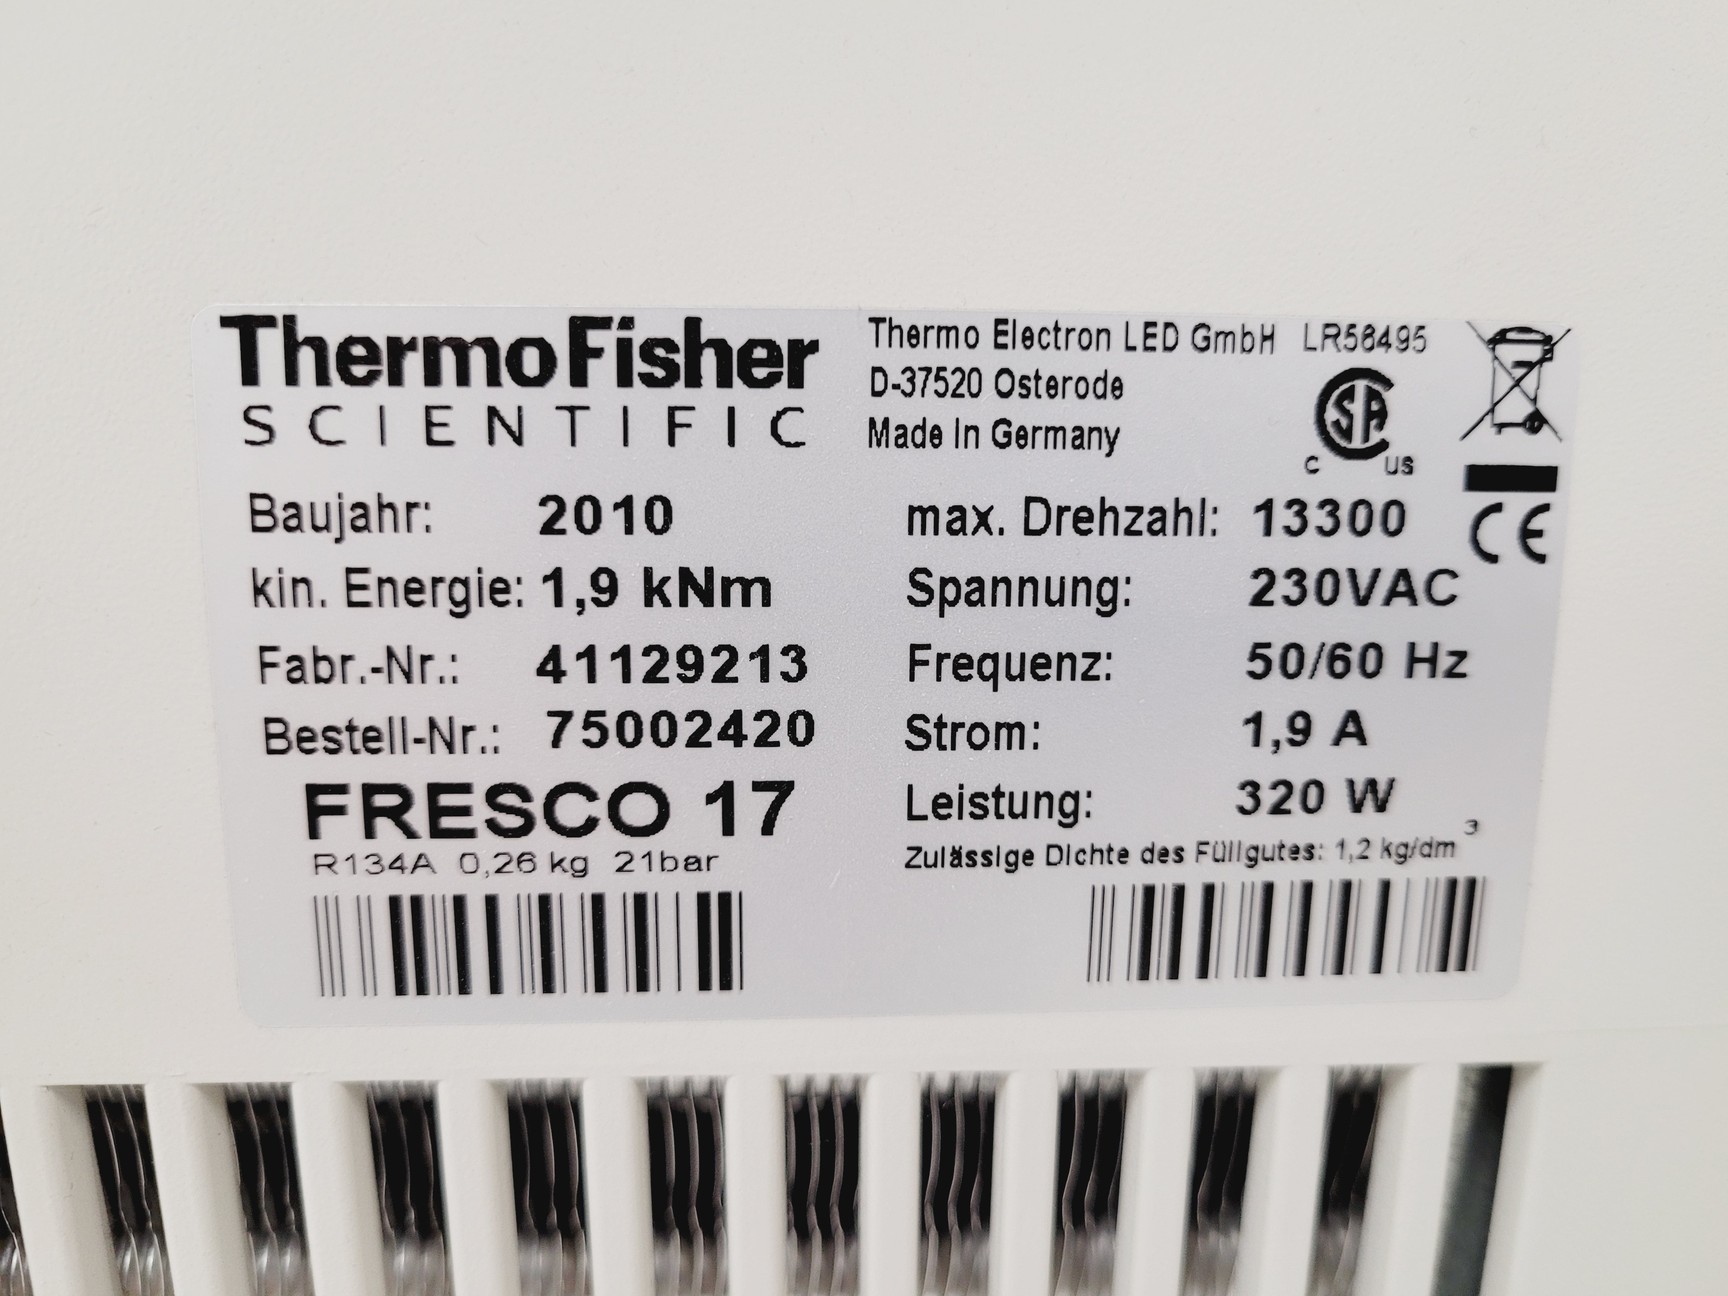 ThermoFisher
SCIENTIFIC
Thermo Electron LED GmbH LR56495
D-37520 Osterode
Made in Germany
C US
Baujahr: 2010
kin. Energie: 1,9 kNm
Fabr.-Nr.: 41129213
Bestell-Nr.: 75002420
FRESCO 17
R134A 0,26 kg 21bar
max. Drehzahl: 13300
CE
Spannung: 230VAC
Frequenz: 50/60 Hz
Strom: 1,9 A
Leistung: 320 W
Zulässige Dichte des Füllgutes: 1,2 kg/dm³